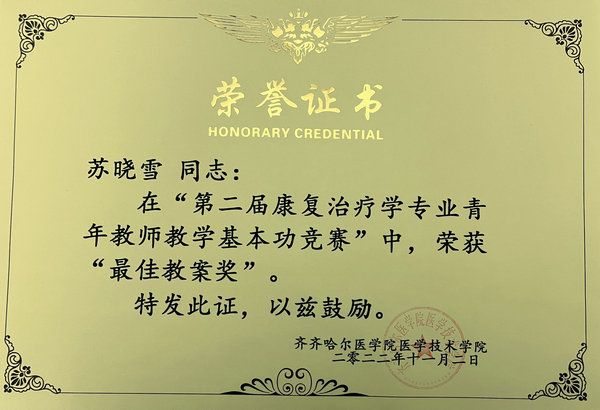 荣誉证书
HONORARY CREDENTIAL
苏晓雪 同志：
在“第二届康复治疗学专业青
年教师教学基本功竞赛”中，荣获
“最佳教案奖”。
特发此证，以兹鼓励。
齐齐哈尔医学院医学技术学院
二零二二年十一月二日